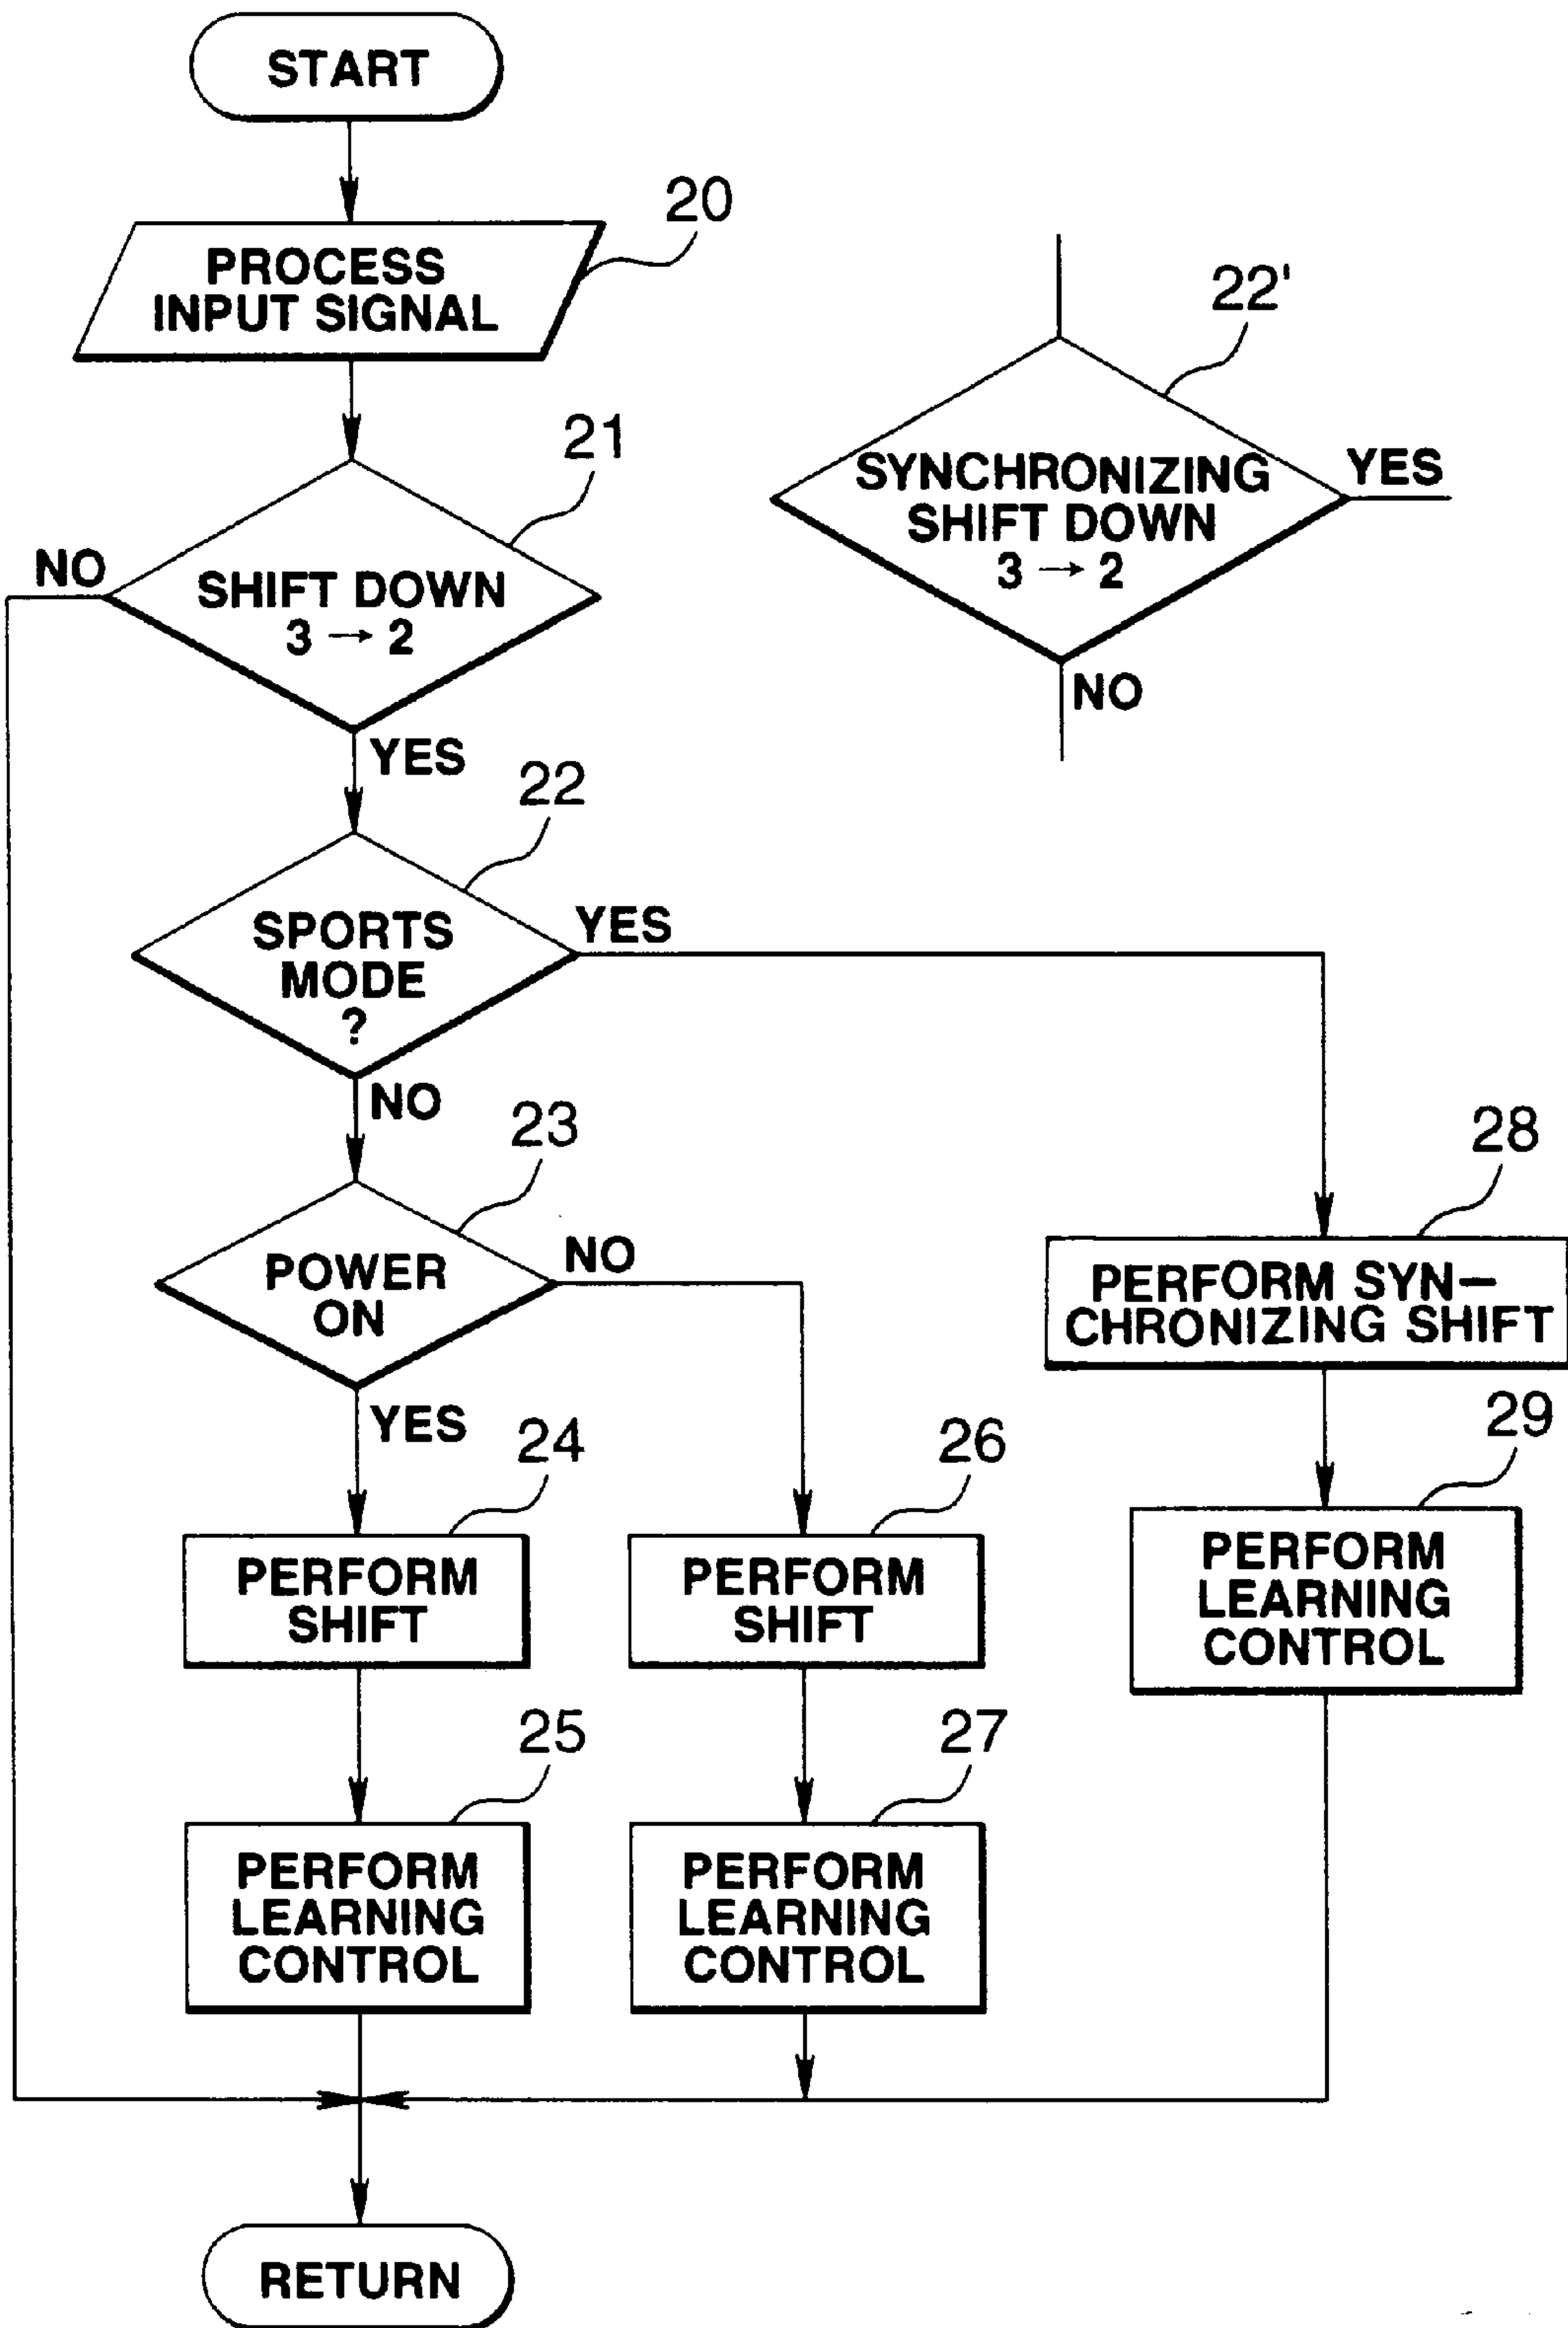 START
20
PROCESS
INPUT SIGNAL
22'
21
SYNCHRONIZING
SHIFT DOWN
3 → 2
YES
NO
NO
SHIFT DOWN
3 → 2
YES
22
SPORTS
MODE
?
YES
NO
23
POWER
ON
NO
YES
28
PERFORM SYN–
CHRONIZING SHIFT
24
PERFORM
SHIFT
26
PERFORM
SHIFT
29
PERFORM
LEARNING
CONTROL
25
PERFORM
LEARNING
CONTROL
27
PERFORM
LEARNING
CONTROL
RETURN